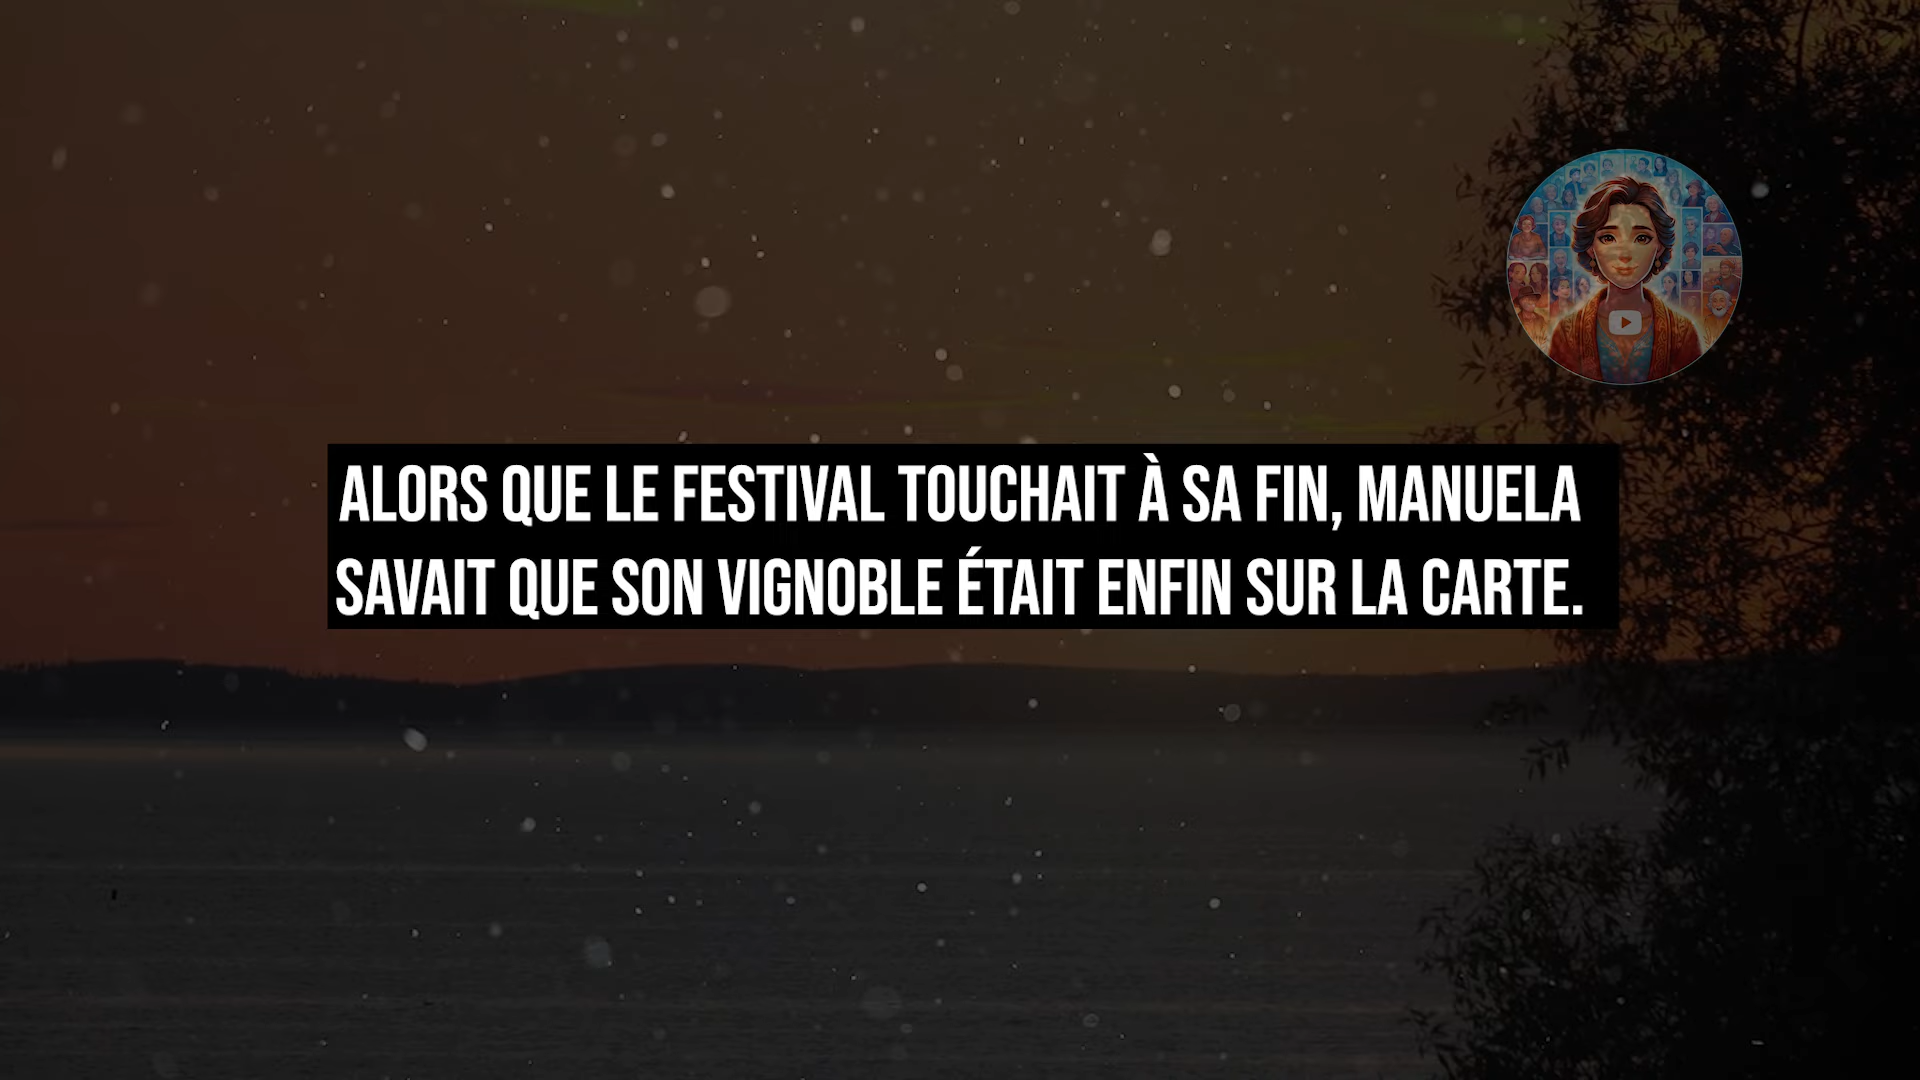 ALORS QUE LE FESTIVAL TOUCHAIT À SA FIN, MANUELA
SAVAIT QUE SON VIGNOBLE ÉTAIT ENFIN SUR LA CARTE.